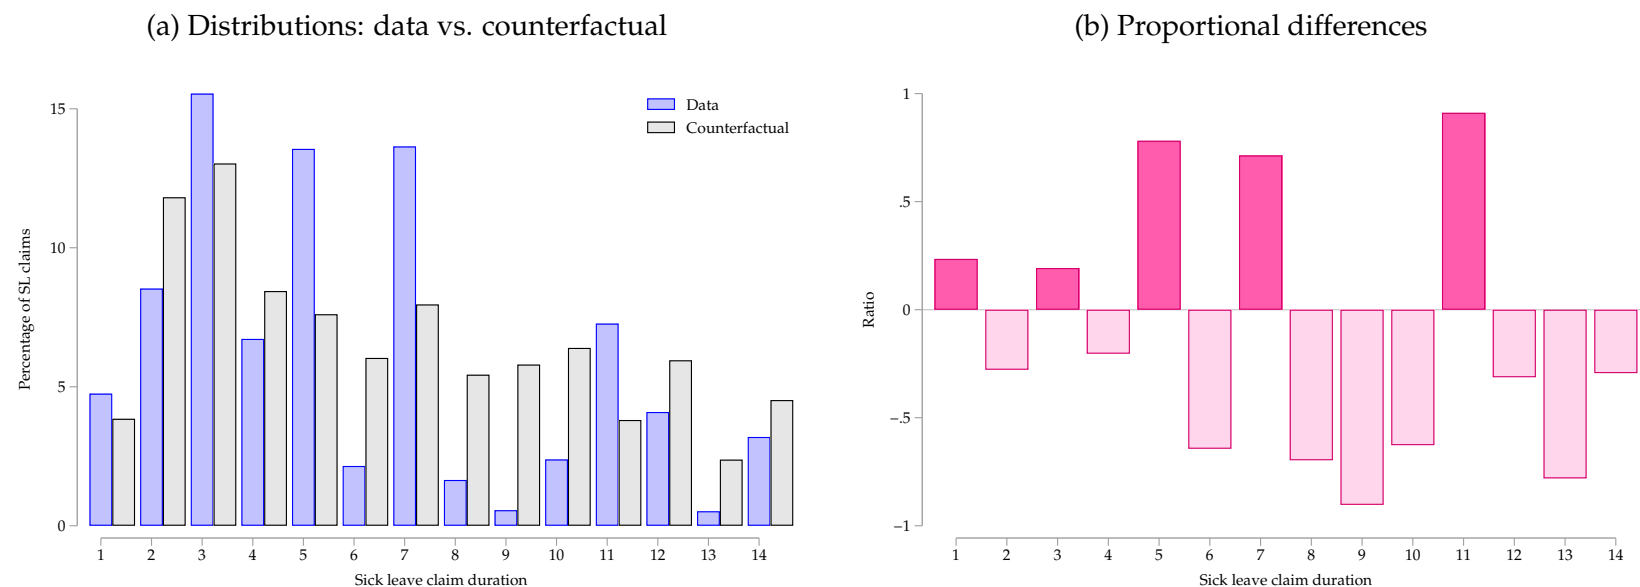 (a) Distributions: data vs. counterfactual
Percentage of SL claims
15
10
5
0
Data
Counterfactual
1 2 3 4 5 6 7 8 9 10 11 12 13 14
Sick leave claim duration
(b) Proportional differences
Ratio
1
.5
0
−.5
−1
1 2 3 4 5 6 7 8 9 10 11 12 13 14
Sick leave claim duration